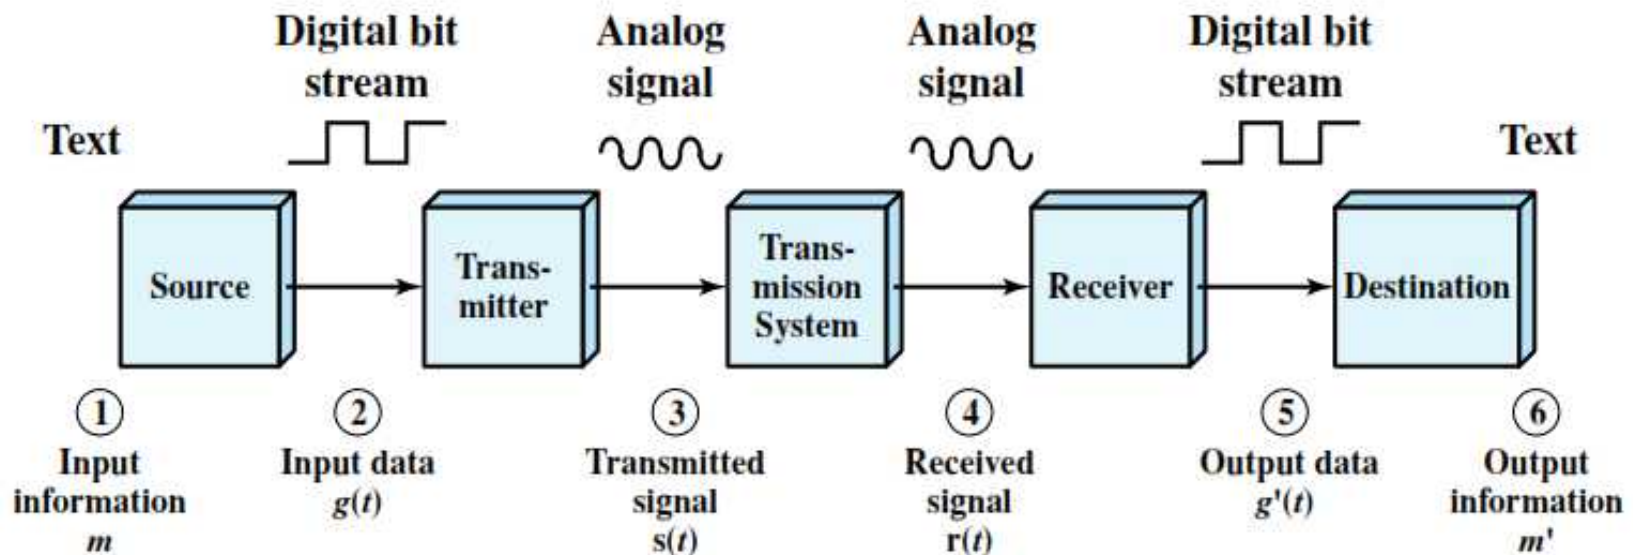 Text
Digital bit
stream
Analog
signal
Analog
signal
Digital bit
stream
Text
Source
Trans-
mitter
Trans-
mission
System
Receiver
Destination
1
Input
information
m
2
Input data
g(t)
3
Transmitted
signal
s(t)
4
Received
signal
r(t)
5
Output data
g'(t)
6
Output
information
m'